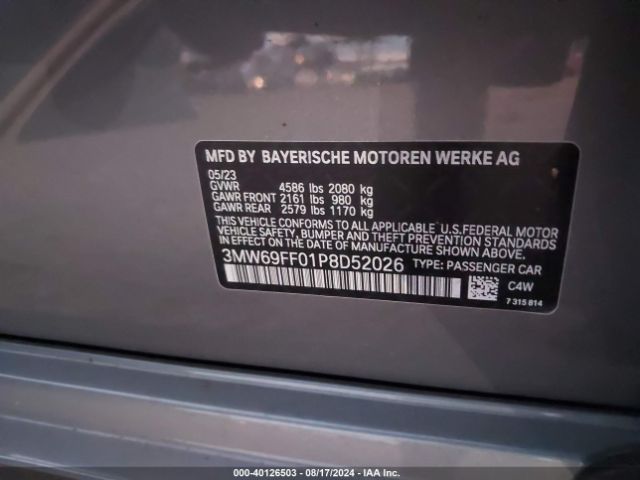 MFD BY BAYERISCHE MOTOREN WERKE AG
05/23
GVWR 4586 lbs 2080 kg
GAWR FRONT 2161 lbs 980 kg
GAWR REAR 2579 lbs 1170 kg
THIS VEHICLE CONFORMS TO ALL APPLICABLE U.S.FEDERAL MOTOR
VEHICLE SAFETY, BUMPER, AND THEFT PREVENTION STANDARDS
IN EFFECT ON THE DATE OF MANUFACTURE SHOWN ABOVE.
3MW69FF01P8D52026 TYPE: PASSENGER CAR
C4W
7 315 814
000-40126503 - 08/17/2024 - IAA Inc.